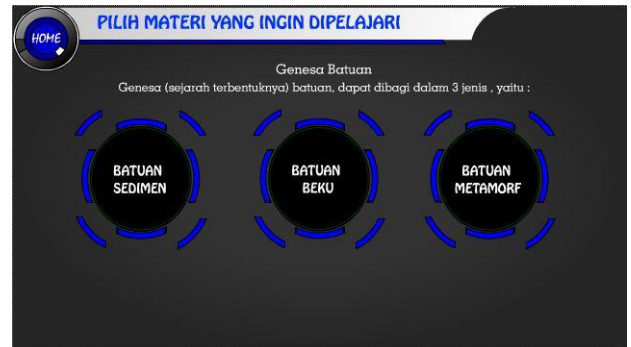 HOME
PILIH MATERI YANG INGIN DIPELAJARI
Genesa Batuan
Genesa (sejarah terbentuknya) batuan, dapat dibagi dalam 3 jenis , yaitu :
BATUAN
SEDIMEN
BATUAN
BEKU
BATUAN
METAMORF